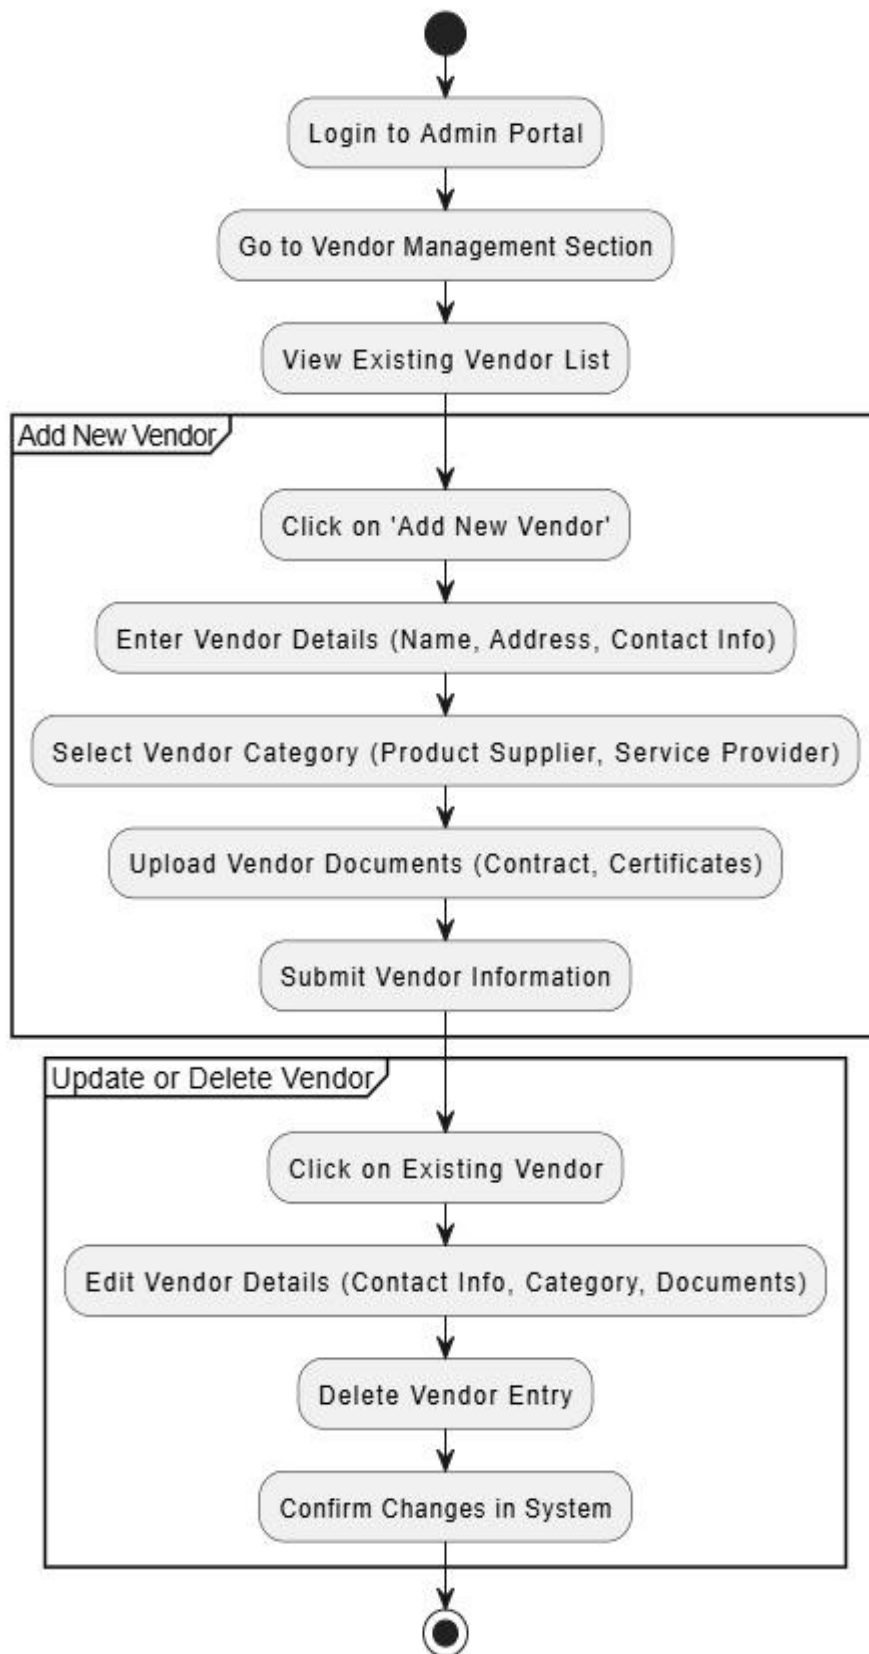 Login to Admin Portal
Go to Vendor Management Section
View Existing Vendor List
Add New Vendor
Click on 'Add New Vendor'
Enter Vendor Details (Name, Address, Contact Info)
Select Vendor Category (Product Supplier, Service Provider)
Upload Vendor Documents (Contract, Certificates)
Submit Vendor Information
Update or Delete Vendor
Click on Existing Vendor
Edit Vendor Details (Contact Info, Category, Documents)
Delete Vendor Entry
Confirm Changes in System